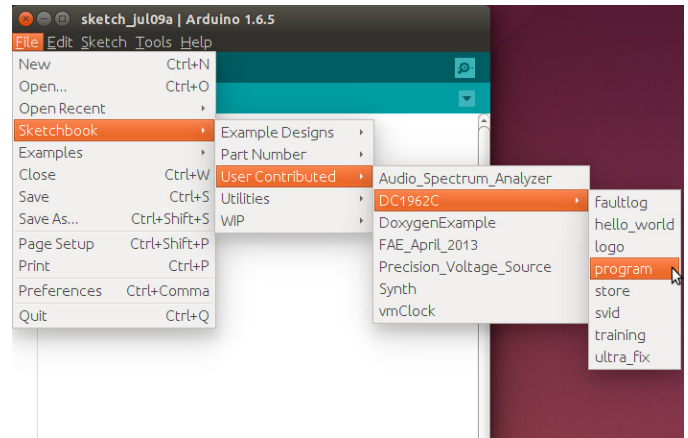 sketch_jul09a | Arduino 1.6.5
File Edit Sketch Tools Help
New Ctrl+N
Open... Ctrl+O
Open Recent
Sketchbook
Examples
Close Ctrl+W
Save Ctrl+S
Save As... Ctrl+Shift+S
Page Setup Ctrl+Shift+P
Print Ctrl+P
Preferences Ctrl+Comma
Quit Ctrl+Q
Example Designs
Part Number
User Contributed
Utilities
WIP
Audio_Spectrum_Analyzer
DC1962C
DoxygenExample
FAE_April_2013
Precision_Voltage_Source
Synth
vmClock
faultlog
hello_world
logo
program
store
svid
training
ultra_fix